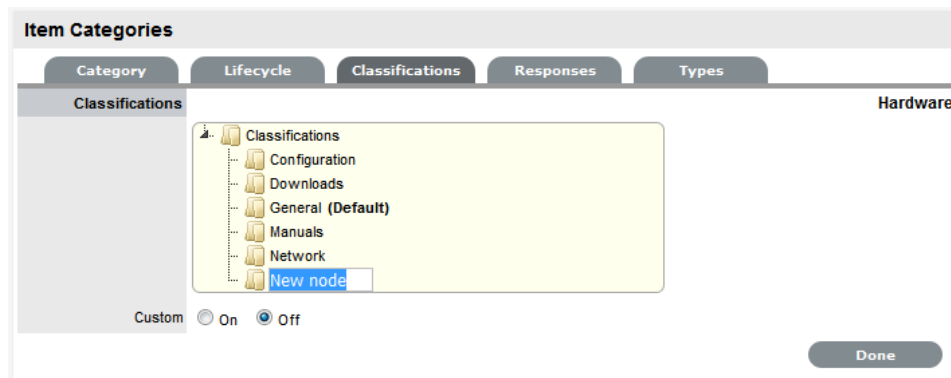 Item Categories
Category Lifecycle Classifications Responses Types
Classifications Hardware
Classifications
Configuration
Downloads
General (Default)
Manuals
Network
New node
Custom On Off
Done